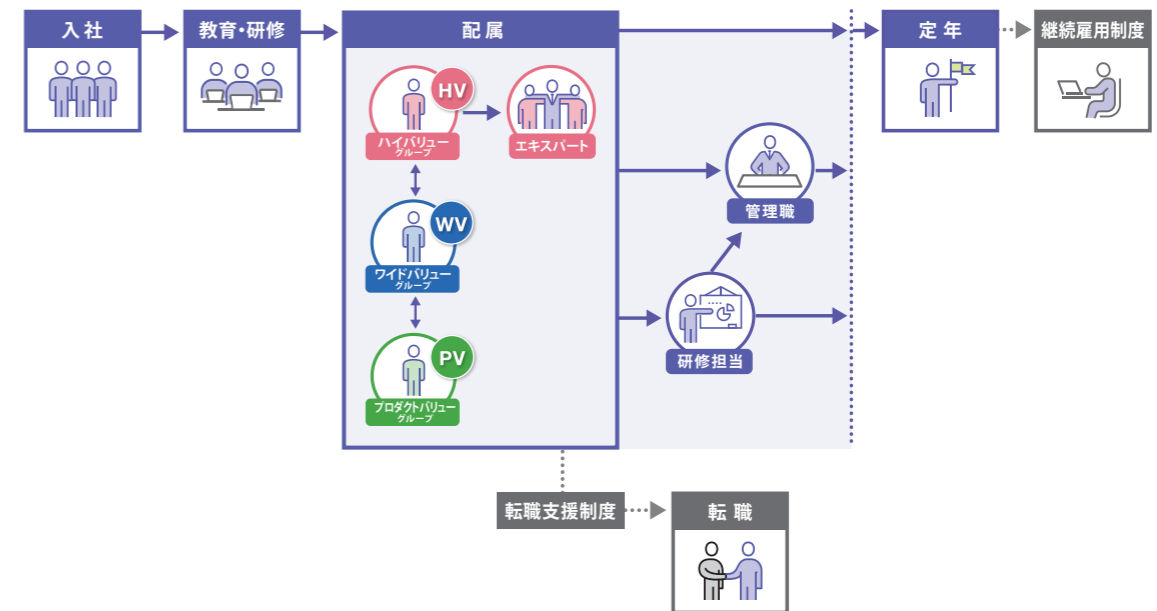 入社
教育・研修
配属
定年
継続雇用制度
HV
ハイバリュー
グループ
エキスパート
管理職
WV
ワイドバリュー
グループ
研修担当
PV
プロダクトバリュー
グループ
転職支援制度
転職